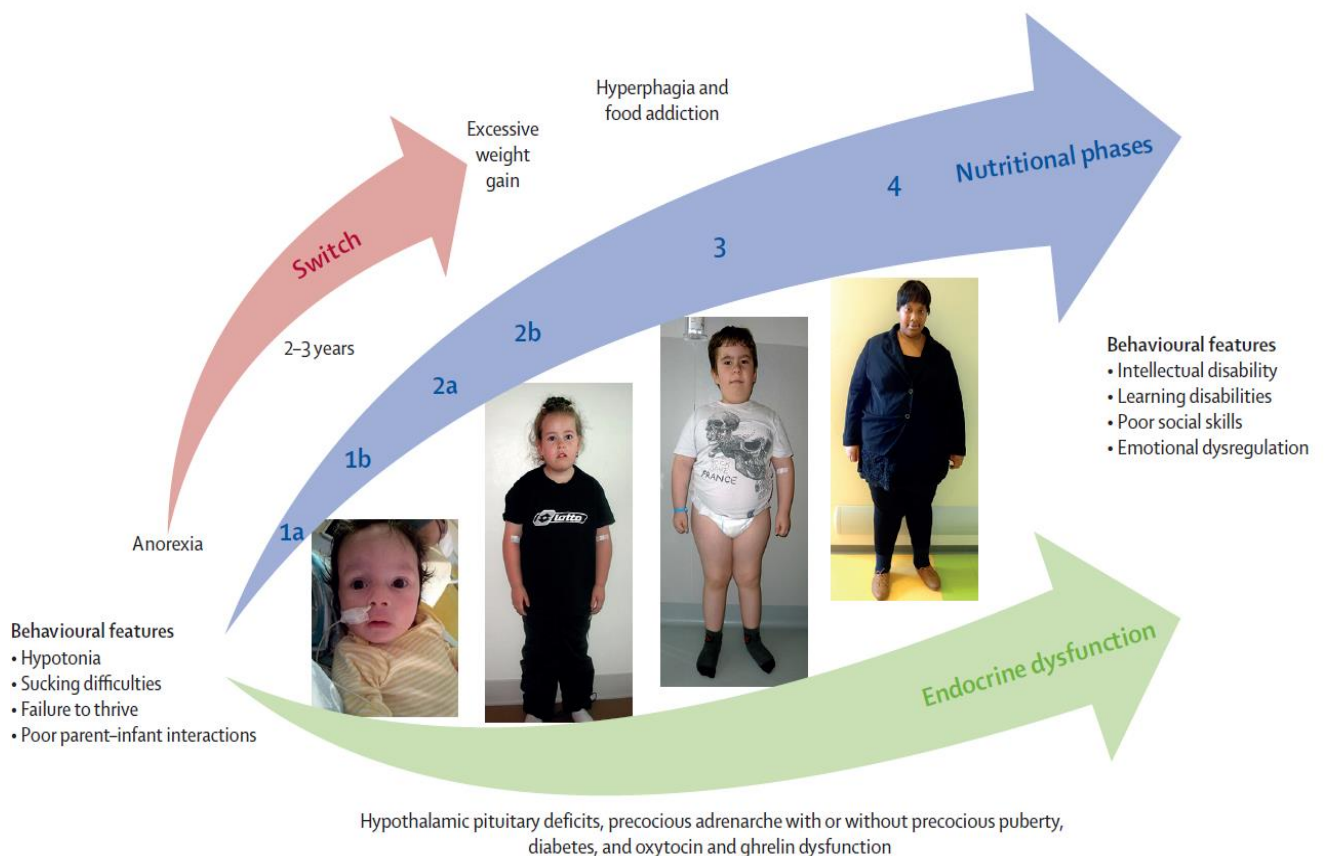 Hyperphagia and
food addiction
Excessive
weight
gain
Nutritional phases
4
3
Switch
2b
2–3 years
2a
Behavioural features
• Intellectual disability
• Learning disabilities
• Poor social skills
• Emotional dysregulation
1b
1a
Anorexia
lotto
FRANCE
Behavioural features
• Hypotonia
• Sucking difficulties
• Failure to thrive
• Poor parent–infant interactions
Endocrine dysfunction
Hypothalamic pituitary deficits, precocious adrenarche with or without precocious puberty,
diabetes, and oxytocin and ghrelin dysfunction